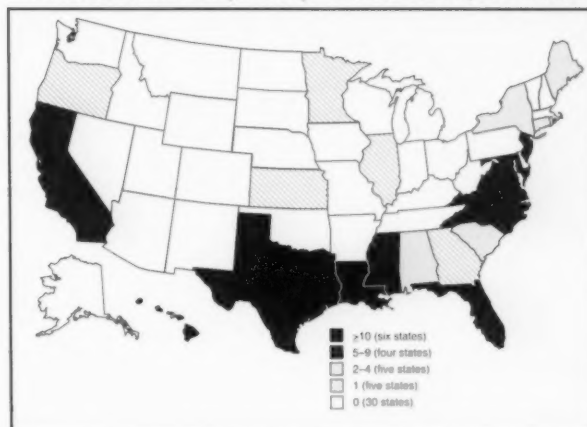 ≥10 (six states)
5–9 (four states)
2–4 (five states)
1 (five states)
0 (30 states)